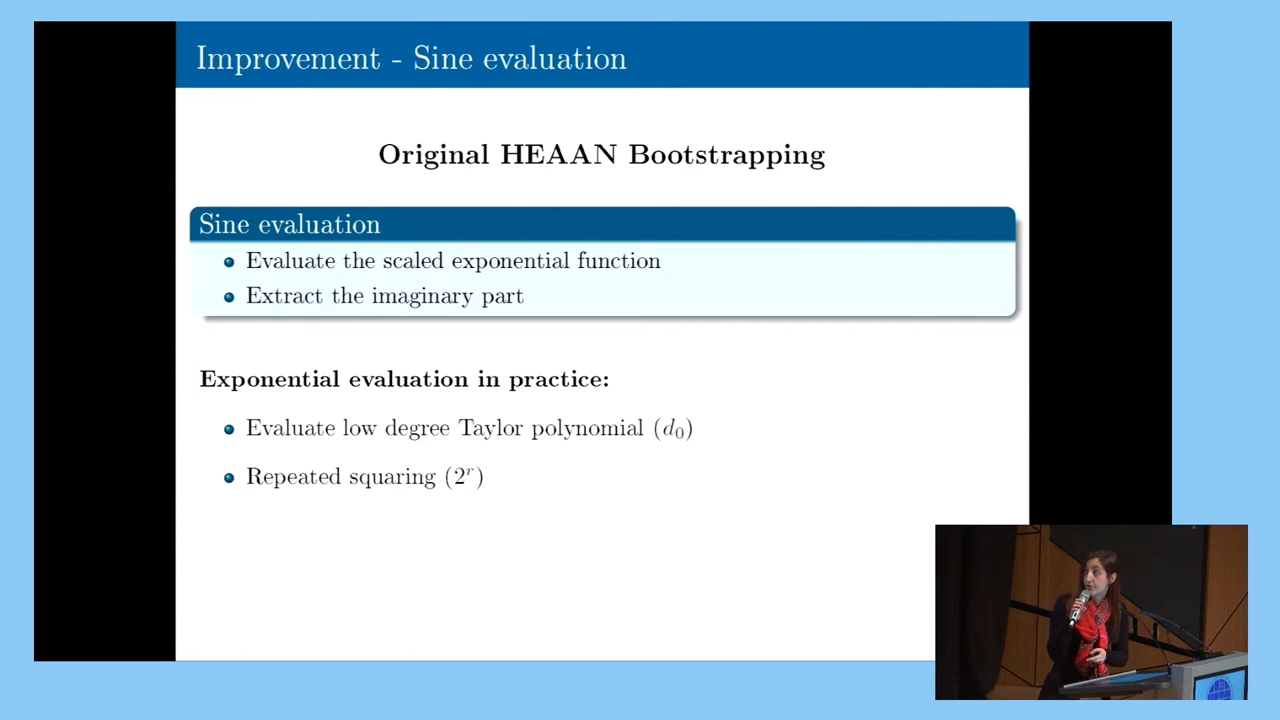 Improvement - Sine evaluation
Original HEAAN Bootstrapping
Sine evaluation
Evaluate the scaled exponential function
Extract the imaginary part
Exponential evaluation in practice:
Evaluate low degree Taylor polynomial (d₀)
Repeated squaring (2ʳ)